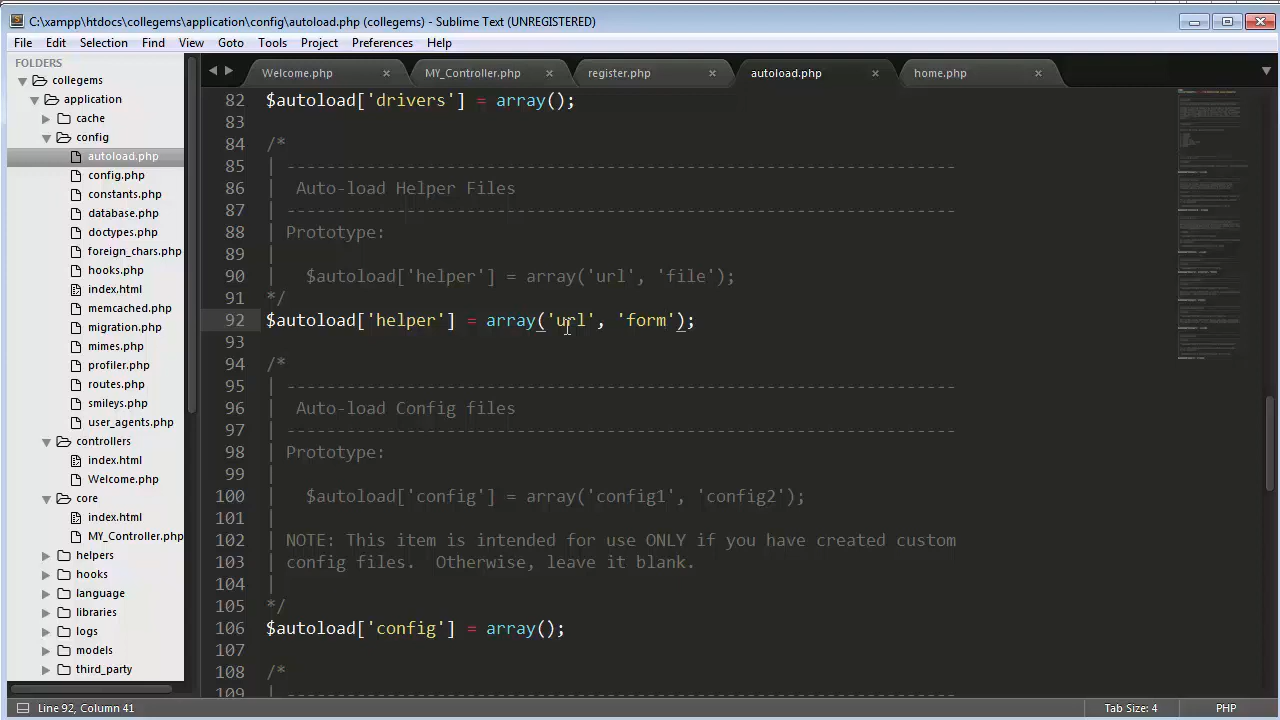 C:\xampp\htdocs\collegems\application\config\autoload.php (collegems) - Sublime Text (UNREGISTERED)
File Edit Selection Find View Goto Tools Project Preferences Help
FOLDERS
collegems
application
cache
config
autoload.php
config.php
constants.php
database.php
doctypes.php
foreign_chars.php
hooks.php
index.html
memcached.php
migration.php
mimes.php
profiler.php
routes.php
smileys.php
user_agents.php
controllers
index.html
Welcome.php
core
index.html
MY_Controller.php
helpers
hooks
language
libraries
logs
models
third_party
Welcome.php MY_Controller.php register.php autoload.php home.php
82 $autoload['drivers'] = array();
83
84 /*
85 | -------------------------------------------------------------------
86 |  Auto-load Helper Files
87 | -------------------------------------------------------------------
88 | Prototype:
89 |
90 |   $autoload['helper'] = array('url', 'file');
91 */
92 $autoload['helper'] = array('url', 'form');
93
94 /*
95 | -------------------------------------------------------------------
96 |  Auto-load Config files
97 | -------------------------------------------------------------------
98 | Prototype:
99 |
100 |   $autoload['config'] = array('config1', 'config2');
101 |
102 | NOTE: This item is intended for use ONLY if you have created custom
103 | config files.  Otherwise, leave it blank.
104 |
105 */
106 $autoload['config'] = array();
107
108 /*
109 | -------------------------------------------------------------------
Line 92, Column 41 Tab Size: 4 PHP